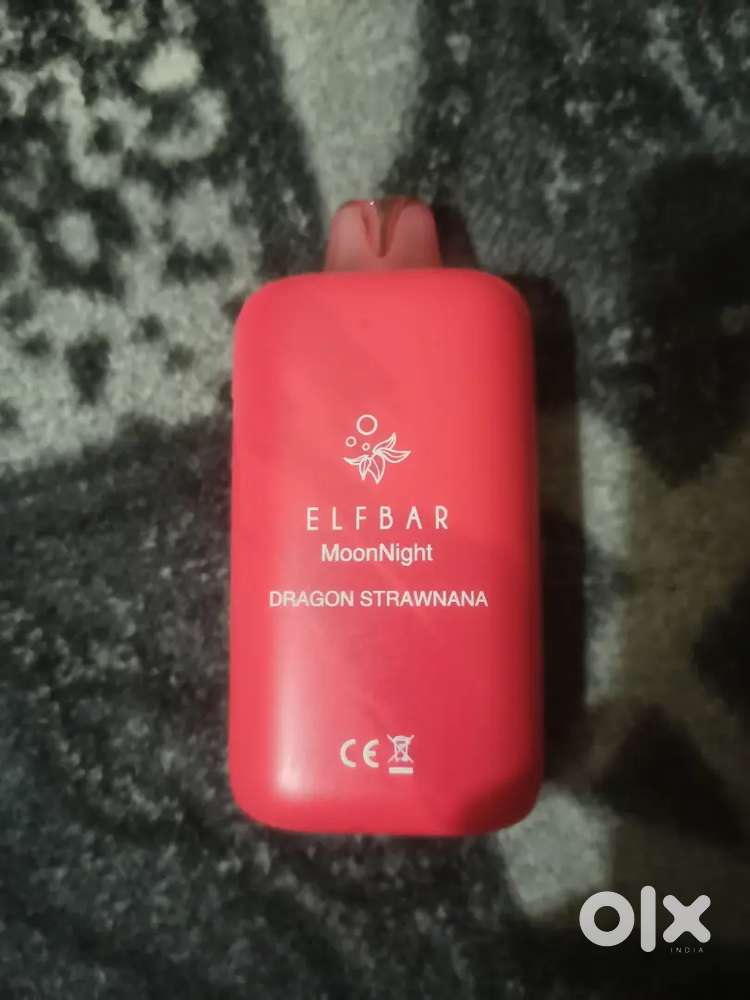 ELFBAR
MoonNight
DRAGON STRAWNANA
CE
olx
INDIA